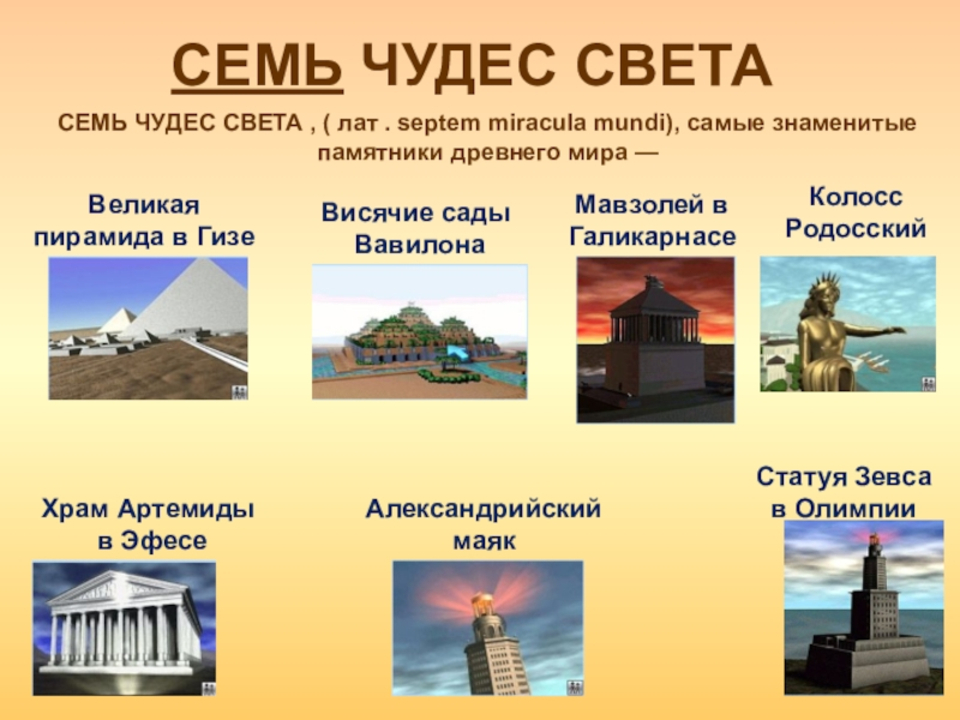 СЕМЬ ЧУДЕС СВЕТА
СЕМЬ ЧУДЕС СВЕТА , ( лат . septem miracula mundi), самые знаменитые
памятники древнего мира —
Великая
пирамида в Гизе
Висячие сады
Вавилона
Мавзолей в
Галикарнасе
Колосс
Родосский
Храм Артемиды
в Эфесе
Александрийский
маяк
Статуя Зевса
в Олимпии